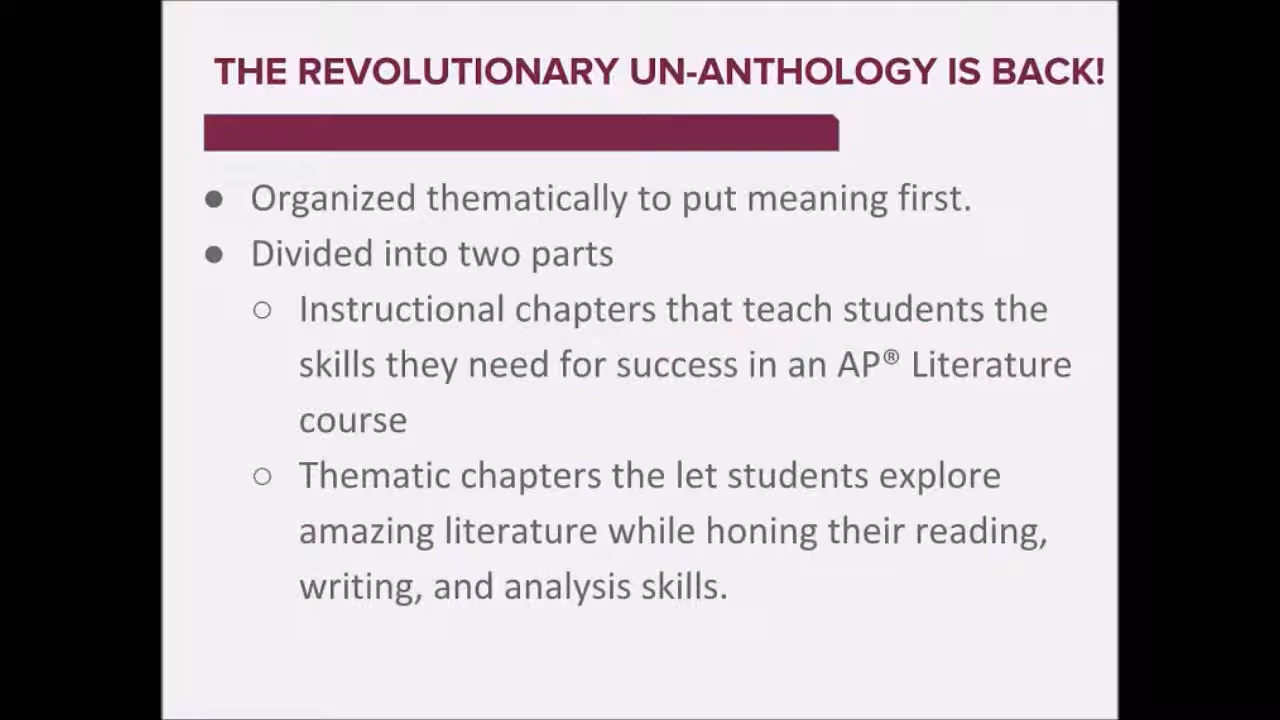 THE REVOLUTIONARY UN-ANTHOLOGY IS BACK!
● Organized thematically to put meaning first.
● Divided into two parts
○ Instructional chapters that teach students the
skills they need for success in an AP® Literature
course
○ Thematic chapters the let students explore
amazing literature while honing their reading,
writing, and analysis skills.